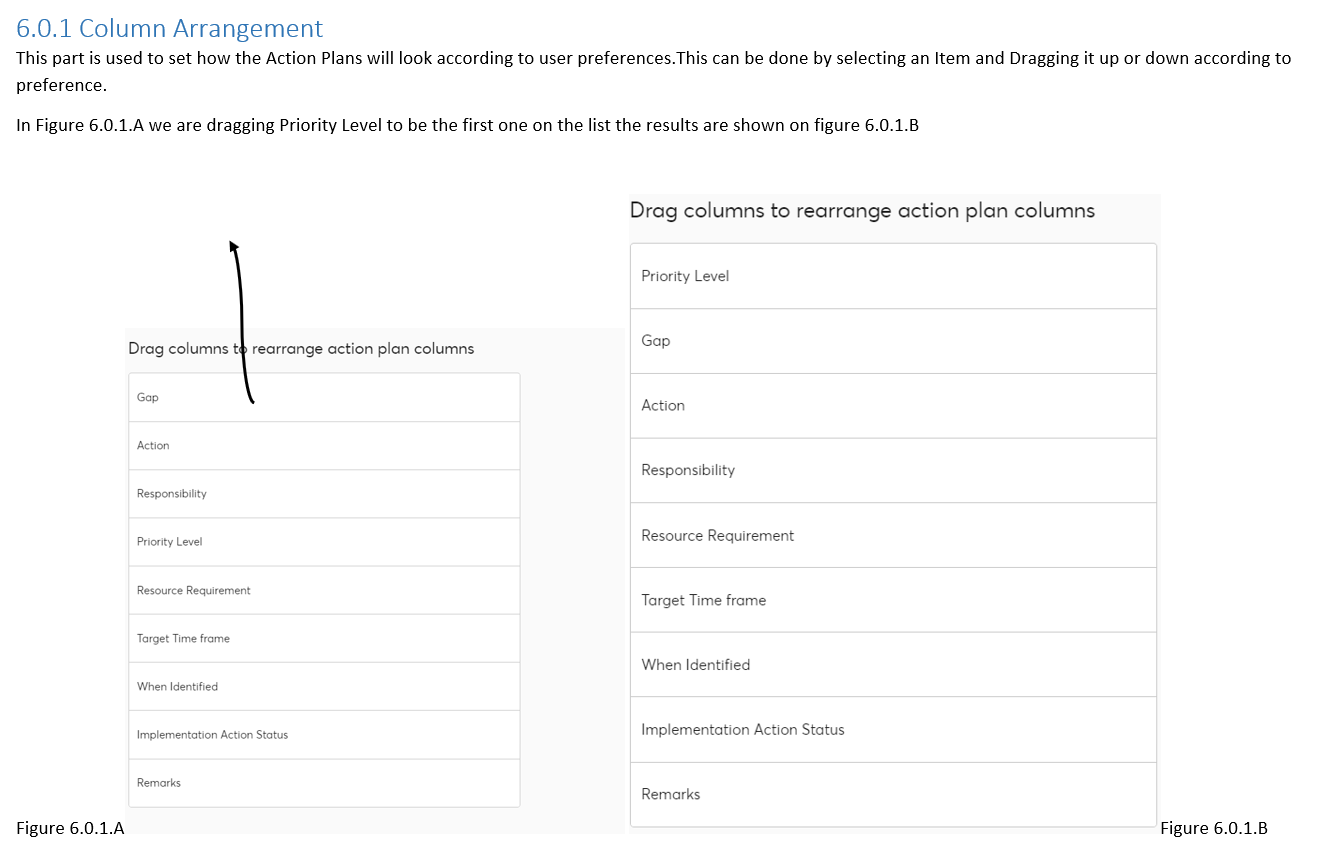 6.0.1 Column Arrangement
This part is used to set how the Action Plans will look according to user preferences.This can be done by selecting an Item and Dragging it up or down according to
preference.
In Figure 6.0.1.A we are dragging Priority Level to be the first one on the list the results are shown on figure 6.0.1.B
Drag columns to rearrange action plan columns
Gap
Action
Responsibility
Priority Level
Resource Requirement
Target Time frame
When Identified
Implementation Action Status
Remarks
Figure 6.0.1.A
Drag columns to rearrange action plan columns
Priority Level
Gap
Action
Responsibility
Resource Requirement
Target Time frame
When Identified
Implementation Action Status
Remarks
Figure 6.0.1.B